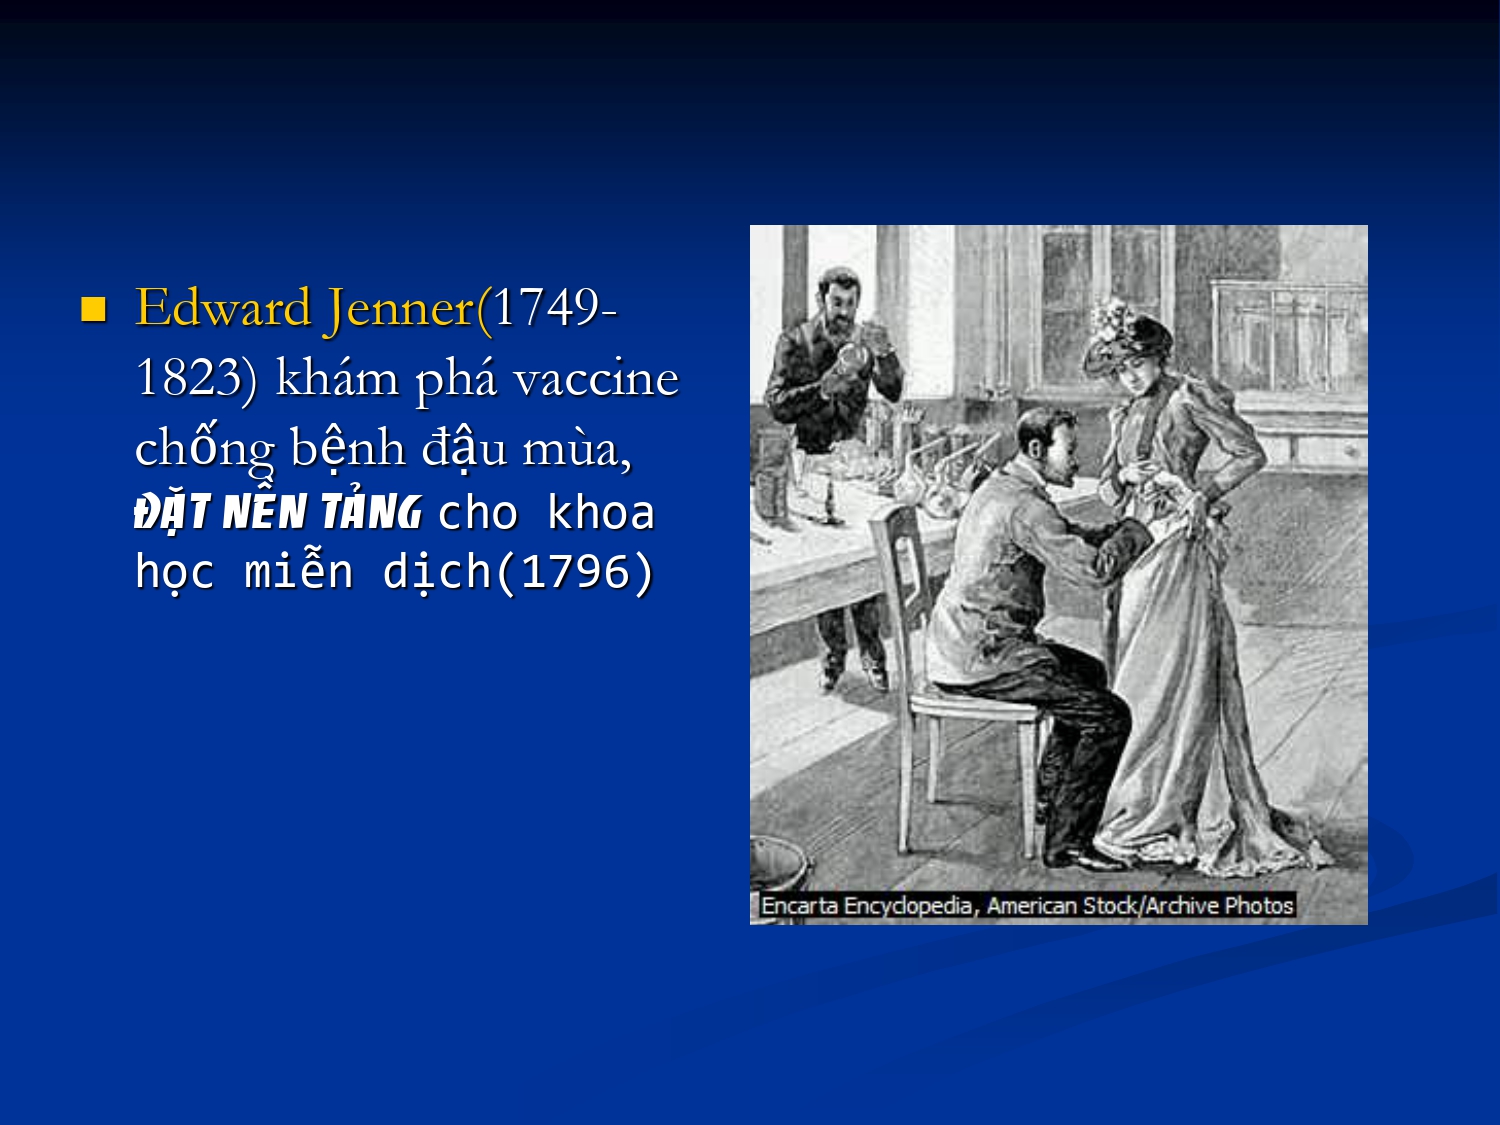 Edward Jenner(1749-
1823) khám phá vaccine
chống bệnh đậu mùa,
ĐẶT NỀN TẢNG cho khoa
học miễn dịch(1796)
Encarta Encyclopedia, American Stock/Archive Photos